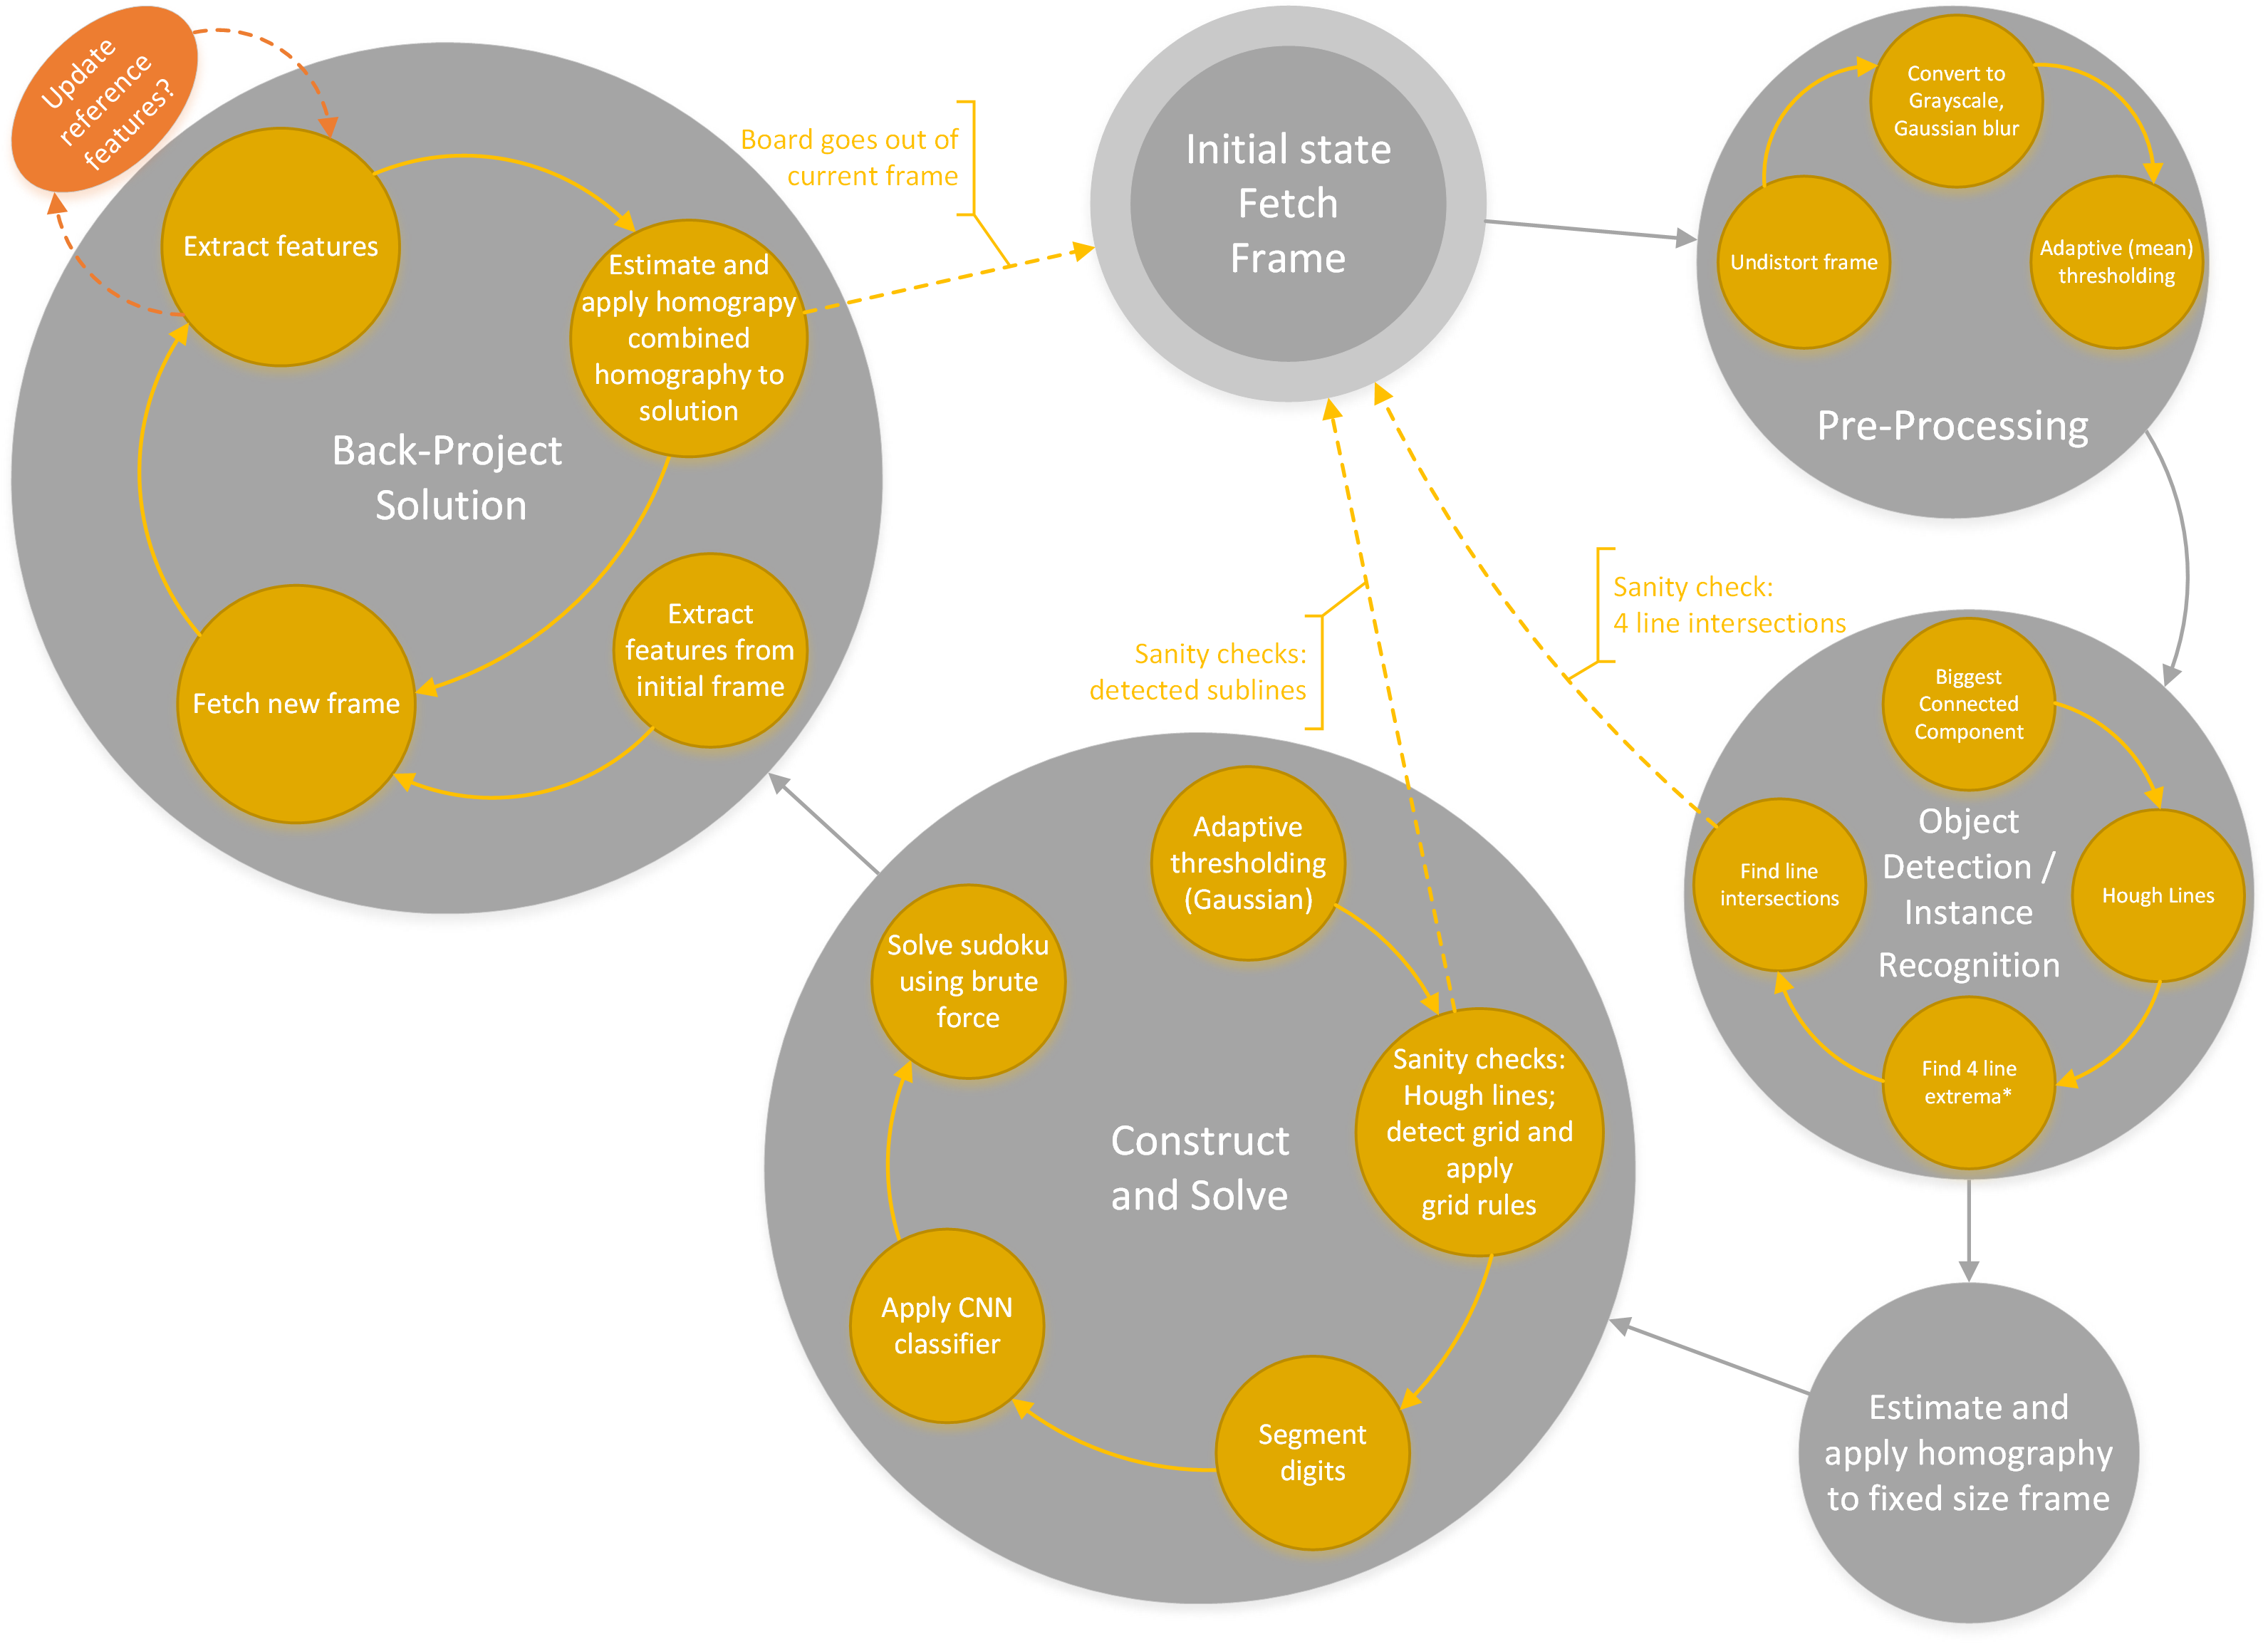 Update
reference
features?
Extract features
Estimate and
apply homograpy
combined
homography to
solution
Back-Project
Solution
Extract
features from
initial frame
Fetch new frame
Board goes out of
current frame
Initial state
Fetch
Frame
Convert to
Grayscale,
Gaussian blur
Undistort frame
Adaptive (mean)
thresholding
Pre-Processing
Sanity check:
4 line intersections
Sanity checks:
detected sublines
Biggest
Connected
Component
Object
Detection /
Instance
Recognition
Find line
intersections
Hough Lines
Find 4 line
extrema*
Adaptive
thresholding
(Gaussian)
Solve sudoku
using brute
force
Sanity checks:
Hough lines;
detect grid and
apply
grid rules
Construct
and Solve
Apply CNN
classifier
Segment
digits
Estimate and
apply homography
to fixed size frame